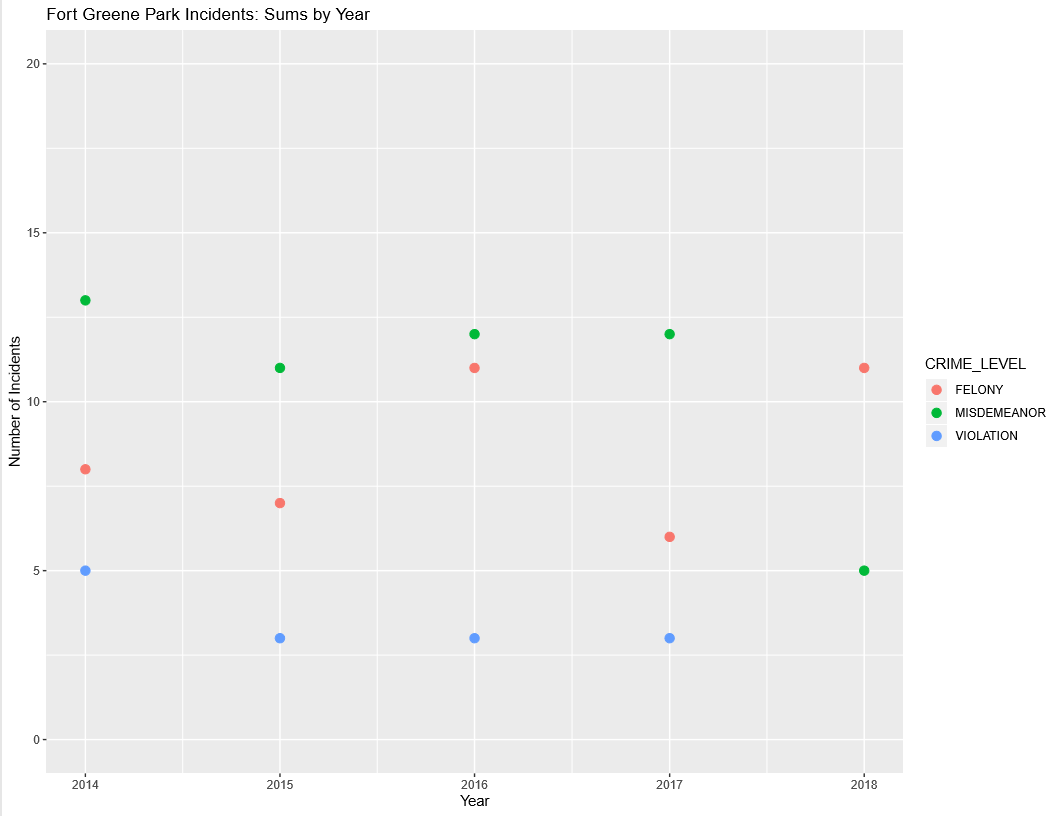 Fort Greene Park Incidents: Sums by Year
20
15
10
5
0
Number of Incidents
2014 2015 2016 2017 2018
Year
CRIME_LEVEL
FELONY
MISDEMEANOR
VIOLATION